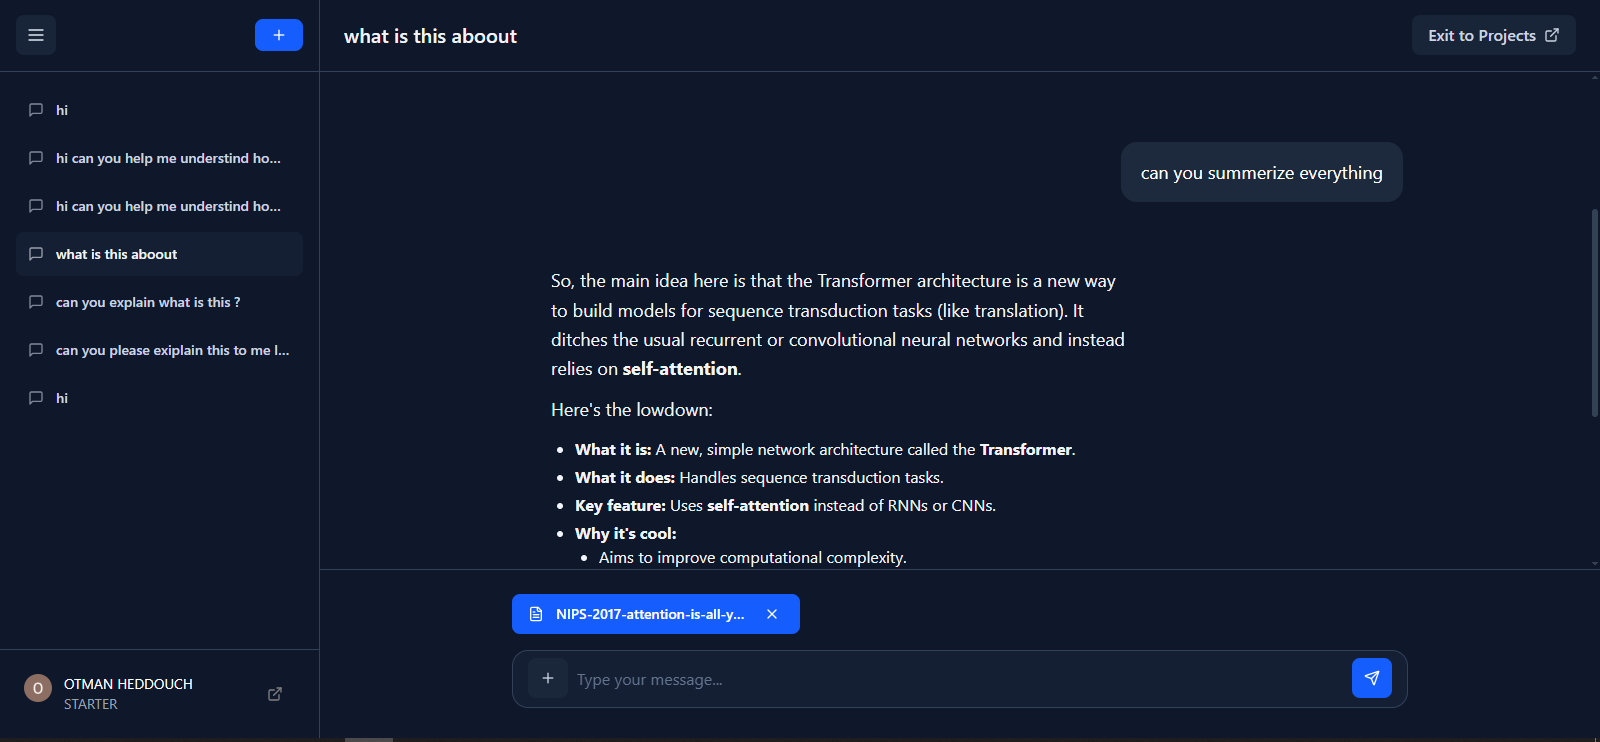 what is this aboout
Exit to Projects
hi
hi can you help me understind ho...
hi can you help me understind ho...
what is this aboout
can you explain what is this ?
can you please exiplain this to me l...
hi
can you summerize everything
So, the main idea here is that the Transformer architecture is a new way
to build models for sequence transduction tasks (like translation). It
ditches the usual recurrent or convolutional neural networks and instead
relies on self-attention.
Here's the lowdown:
• What it is: A new, simple network architecture called the Transformer.
• What it does: Handles sequence transduction tasks.
• Key feature: Uses self-attention instead of RNNs or CNNs.
• Why it's cool:
• Aims to improve computational complexity.
NIPS-2017-attention-is-all-y...
Type your message...
O
OTMAN HEDDOUCH
STARTER